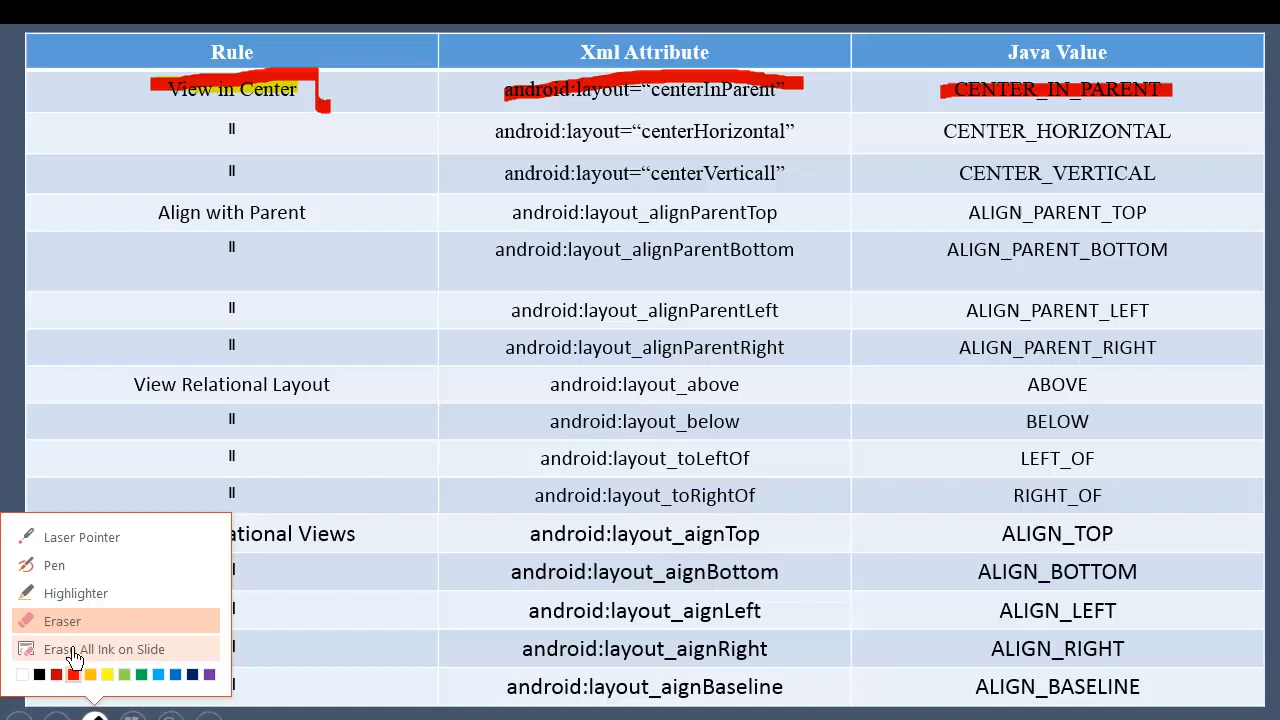 Rule Xml Attribute Java Value
View in Center android:layout=“centerInParent” CENTER_IN_PARENT
॥ android:layout=“centerHorizontal” CENTER_HORIZONTAL
॥ android:layout=“centerVerticall” CENTER_VERTICAL
Align with Parent android:layout_alignParentTop ALIGN_PARENT_TOP
॥ android:layout_alignParentBottom ALIGN_PARENT_BOTTOM
॥ android:layout_alignParentLeft ALIGN_PARENT_LEFT
॥ android:layout_alignParentRight ALIGN_PARENT_RIGHT
View Relational Layout android:layout_above ABOVE
॥ android:layout_below BELOW
॥ android:layout_toLeftOf LEFT_OF
॥ android:layout_toRightOf RIGHT_OF
ational Views android:layout_aignTop ALIGN_TOP
android:layout_aignBottom ALIGN_BOTTOM
android:layout_aignLeft ALIGN_LEFT
android:layout_aignRight ALIGN_RIGHT
android:layout_aignBaseline ALIGN_BASELINE
Laser Pointer
Pen
Highlighter
Eraser
Erase All Ink on Slide